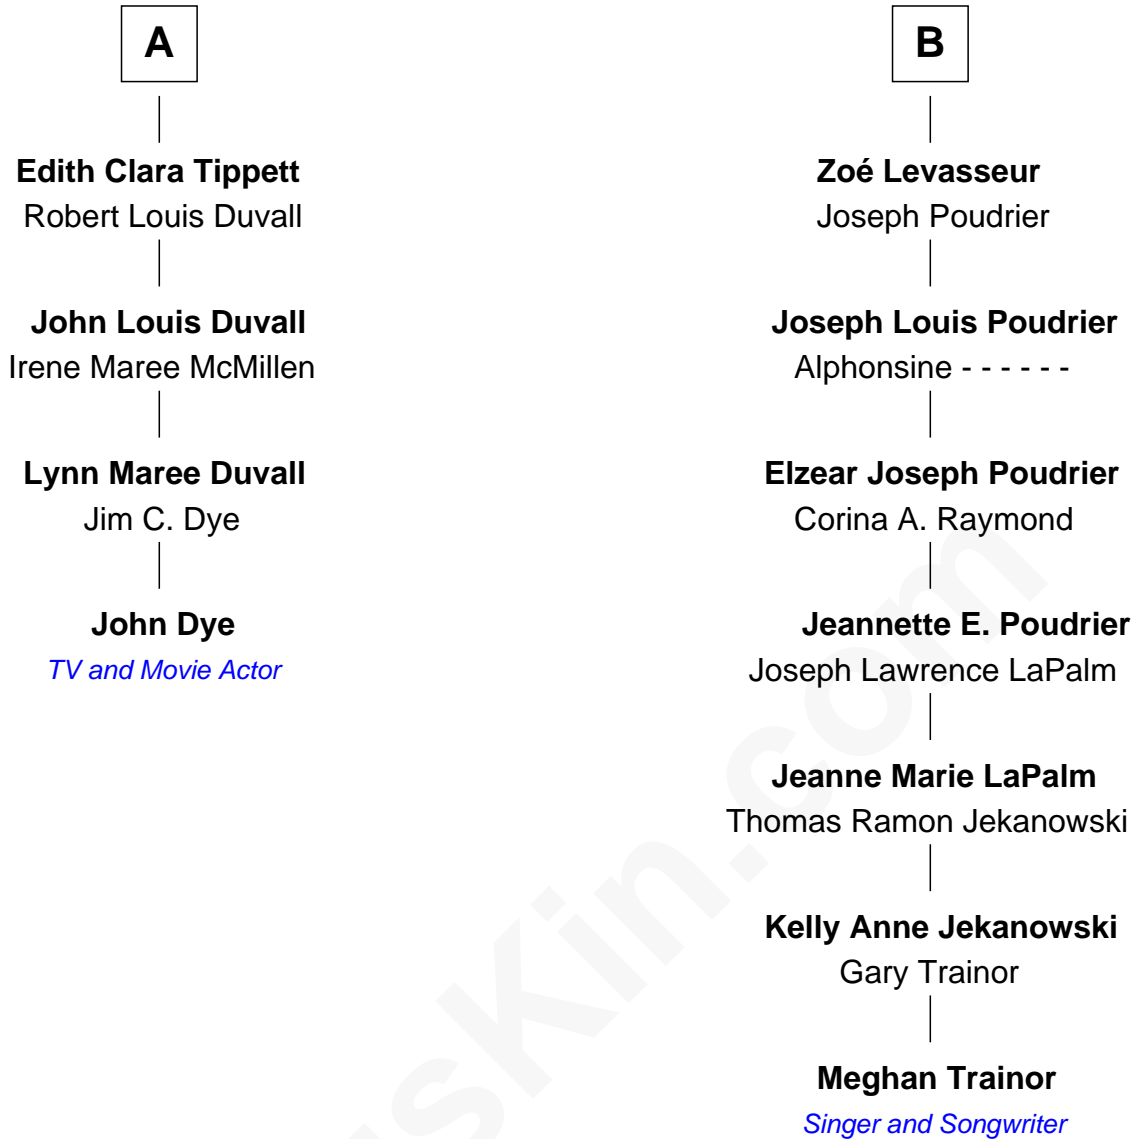 A
Edith Clara Tippett
Robert Louis Duvall
John Louis Duvall
Irene Maree McMillen
Lynn Maree Duvall
Jim C. Dye
John Dye
TV and Movie Actor
B
Zoé Levasseur
Joseph Poudrier
Joseph Louis Poudrier
Alphonsine - - - - - -
Elzear Joseph Poudrier
Corina A. Raymond
Jeannette E. Poudrier
Joseph Lawrence LaPalm
Jeanne Marie LaPalm
Thomas Ramon Jekanowski
Kelly Anne Jekanowski
Gary Trainor
Meghan Trainor
Singer and Songwriter